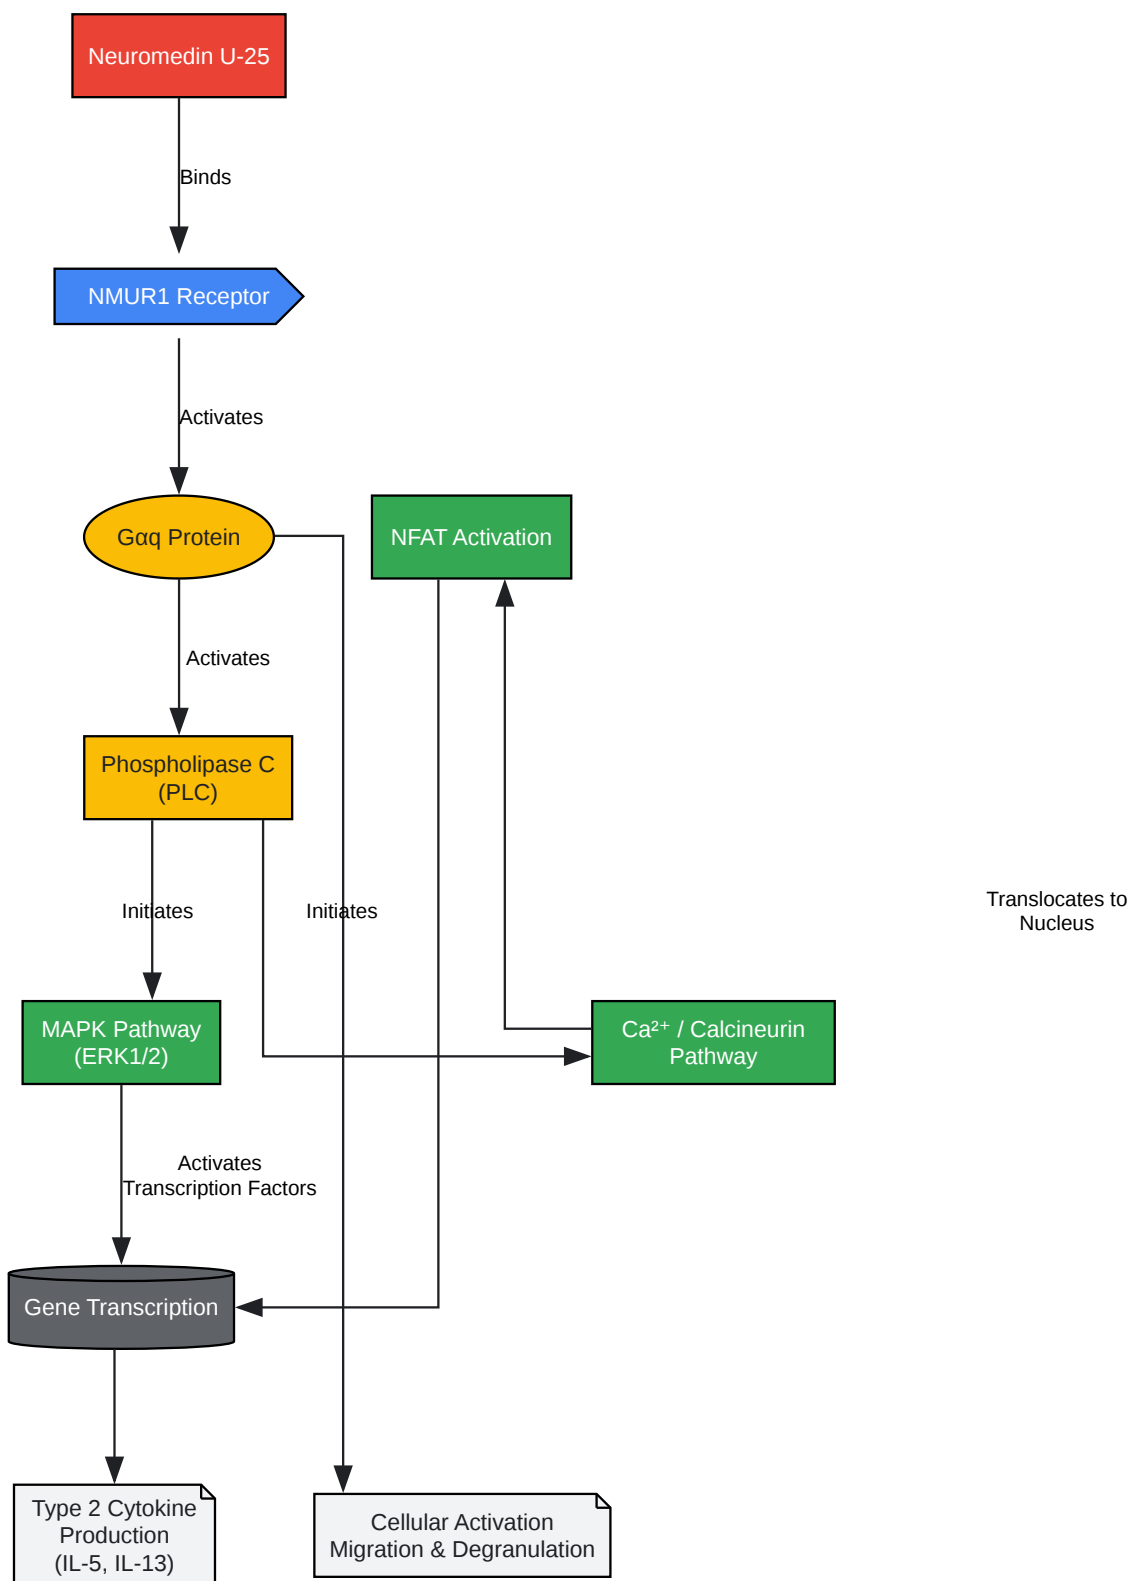 Neuromedin U-25
Binds
NMUR1 Receptor
Activates
Gαq Protein
NFAT Activation
Activates
Phospholipase C
(PLC)
Initiates
Initiates
Translocates to
Nucleus
MAPK Pathway
(ERK1/2)
Ca²⁺ / Calcineurin
Pathway
Activates
Transcription Factors
Gene Transcription
Type 2 Cytokine
Production
(IL-5, IL-13)
Cellular Activation
Migration & Degranulation